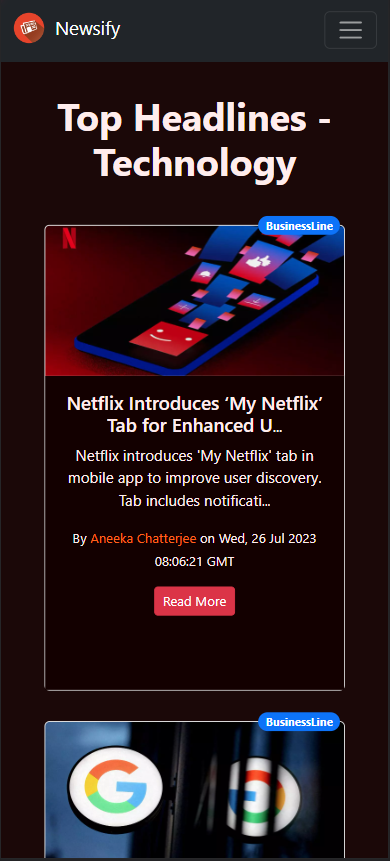 Newsify
Top Headlines -
Technology
BusinessLine
N
Netflix Introduces ‘My Netflix’
Tab for Enhanced U...
Netflix introduces 'My Netflix' tab in
mobile app to improve user discovery.
Tab includes notificati...
By Aneeka Chatterjee on Wed, 26 Jul 2023
08:06:21 GMT
Read More
BusinessLine
G